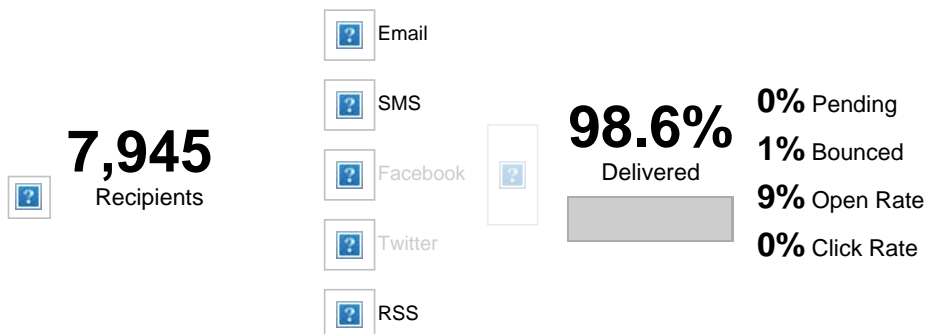 7,945
Recipients
Email
SMS
Facebook
Twitter
RSS
98.6%
Delivered
0% Pending
1% Bounced
9% Open Rate
0% Click Rate